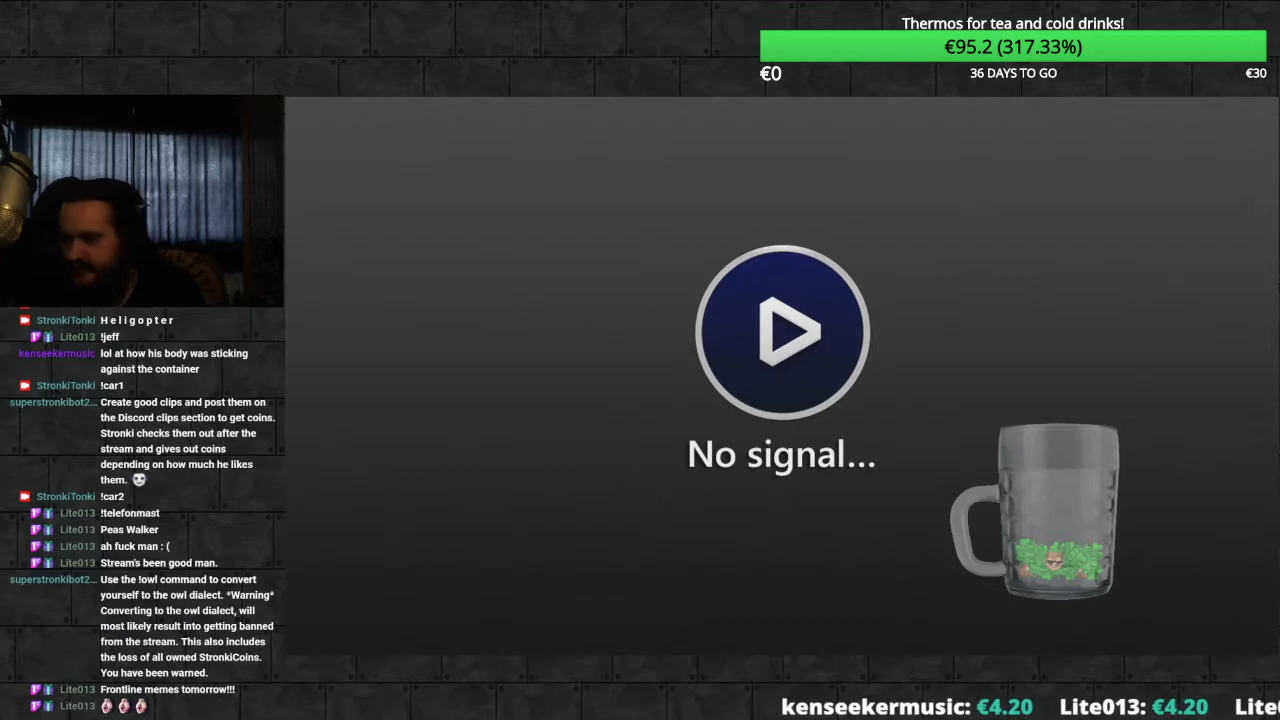 Thermos for tea and cold drinks!
€95.2 (317.33%)
€0
36 DAYS TO GO
€30
StronkiTonki H e l i g o p t e r
Lite013 !jeff
kenseekermusic lol at how his body was sticking
against the container
StronkiTonki !car1
superstronkibot2... Create good clips and post them on
the Discord clips section to get coins.
Stronki checks them out after the
stream and gives out coins
depending on how much he likes
them.
StronkiTonki !car2
Lite013 !telefonmast
Lite013 Peas Walker
Lite013 ah fuck man : (
Lite013 Stream's been good man.
superstronkibot2... Use the !owl command to convert
yourself to the owl dialect. *Warning*
Converting to the owl dialect, will
most likely result into getting banned
from the stream. This also includes
the loss of all owned StronkiCoins.
You have been warned.
Lite013 Frontline memes tomorrow!!!
Lite013
No signal...
kenseekermusic: €4.20 Lite013: €4.20 Lite